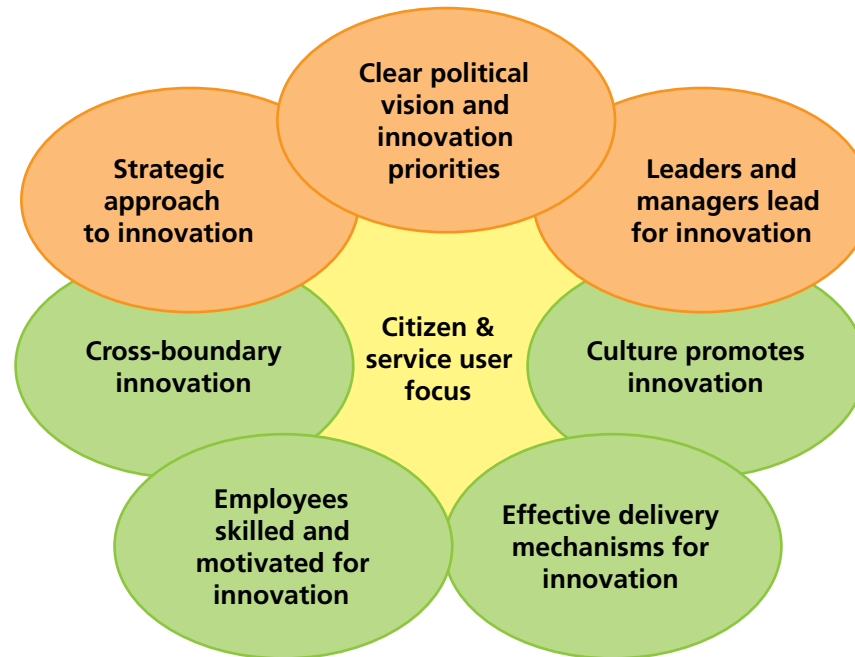 Clear political
vision and
innovation
priorities
Strategic
approach
to innovation
Leaders and
managers lead
for innovation
Cross-boundary
innovation
Citizen &
service user
focus
Culture promotes
innovation
Employees
skilled and
motivated for
innovation
Effective delivery
mechanisms for
innovation